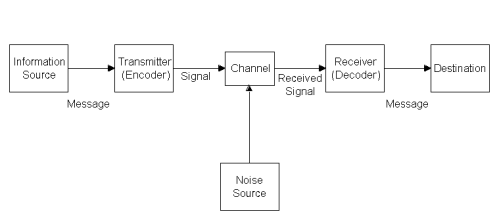 Information
Source
Message
Transmitter
(Encoder)
Signal
Channel
Received
Signal
Receiver
(Decoder)
Message
Destination
Noise
Source